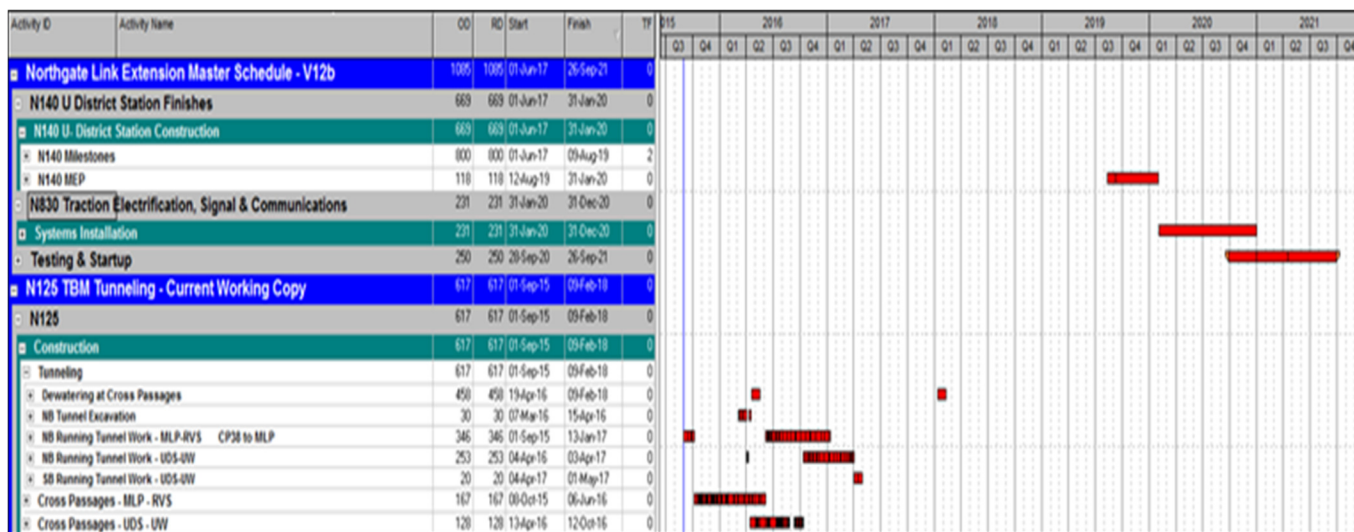 Activity ID Activity Name OD RD Start Finish TF 015 2016 2017 2018 2019 2020 2021
Q3 Q4 Q1 Q2 Q3 Q4 Q1 Q2 Q3 Q4 Q1 Q2 Q3 Q4 Q1 Q2 Q3 Q4 Q1 Q2 Q3 Q4 Q1 Q2 Q3 Q4
Northgate Link Extension Master Schedule - V12b 1085 1085 01-Jun-17 26-Sep-21 0
N140 U District Station Finishes 669 669 01-Jun-17 31-Jan-20 0
N140 U- District Station Construction 669 669 01-Jun-17 31-Jan-20 0
N140 Milestones 800 800 01-Jun-17 09-Aug-19 2
N140 MEP 118 118 12-Aug-19 31-Jan-20 0
N830 Traction Electrification, Signal & Communications 231 231 31-Jan-20 31-Dec-20 0
Systems Installation 231 231 31-Jan-20 31-Dec-20 0
Testing & Startup 250 250 28-Sep-20 26-Sep-21 0
N125 TBM Tunneling - Current Working Copy 617 617 01-Sep-15 09-Feb-18 0
N125 617 617 01-Sep-15 09-Feb-18 0
Construction 617 617 01-Sep-15 09-Feb-18 0
Tunneling 617 617 01-Sep-15 09-Feb-18 0
Dewatering at Cross Passages 458 458 19-Apr-16 09-Feb-18 0
NB Tunnel Excavation 30 30 07-Mar-16 15-Apr-16 0
NB Running Tunnel Work - MLP-RVS CP38 to MLP 346 346 01-Sep-15 13-Jan-17 0
NB Running Tunnel Work - UDS-UW 253 253 04-Apr-16 03-Apr-17 0
SB Running Tunnel Work - UDS-UW 20 20 04-Apr-17 01-May-17 0
Cross Passages - MLP - RVS 167 167 08-Oct-15 06-Jun-16 0
Cross Passages - UDS - UW 128 128 13-Apr-16 12-Oct-16 0